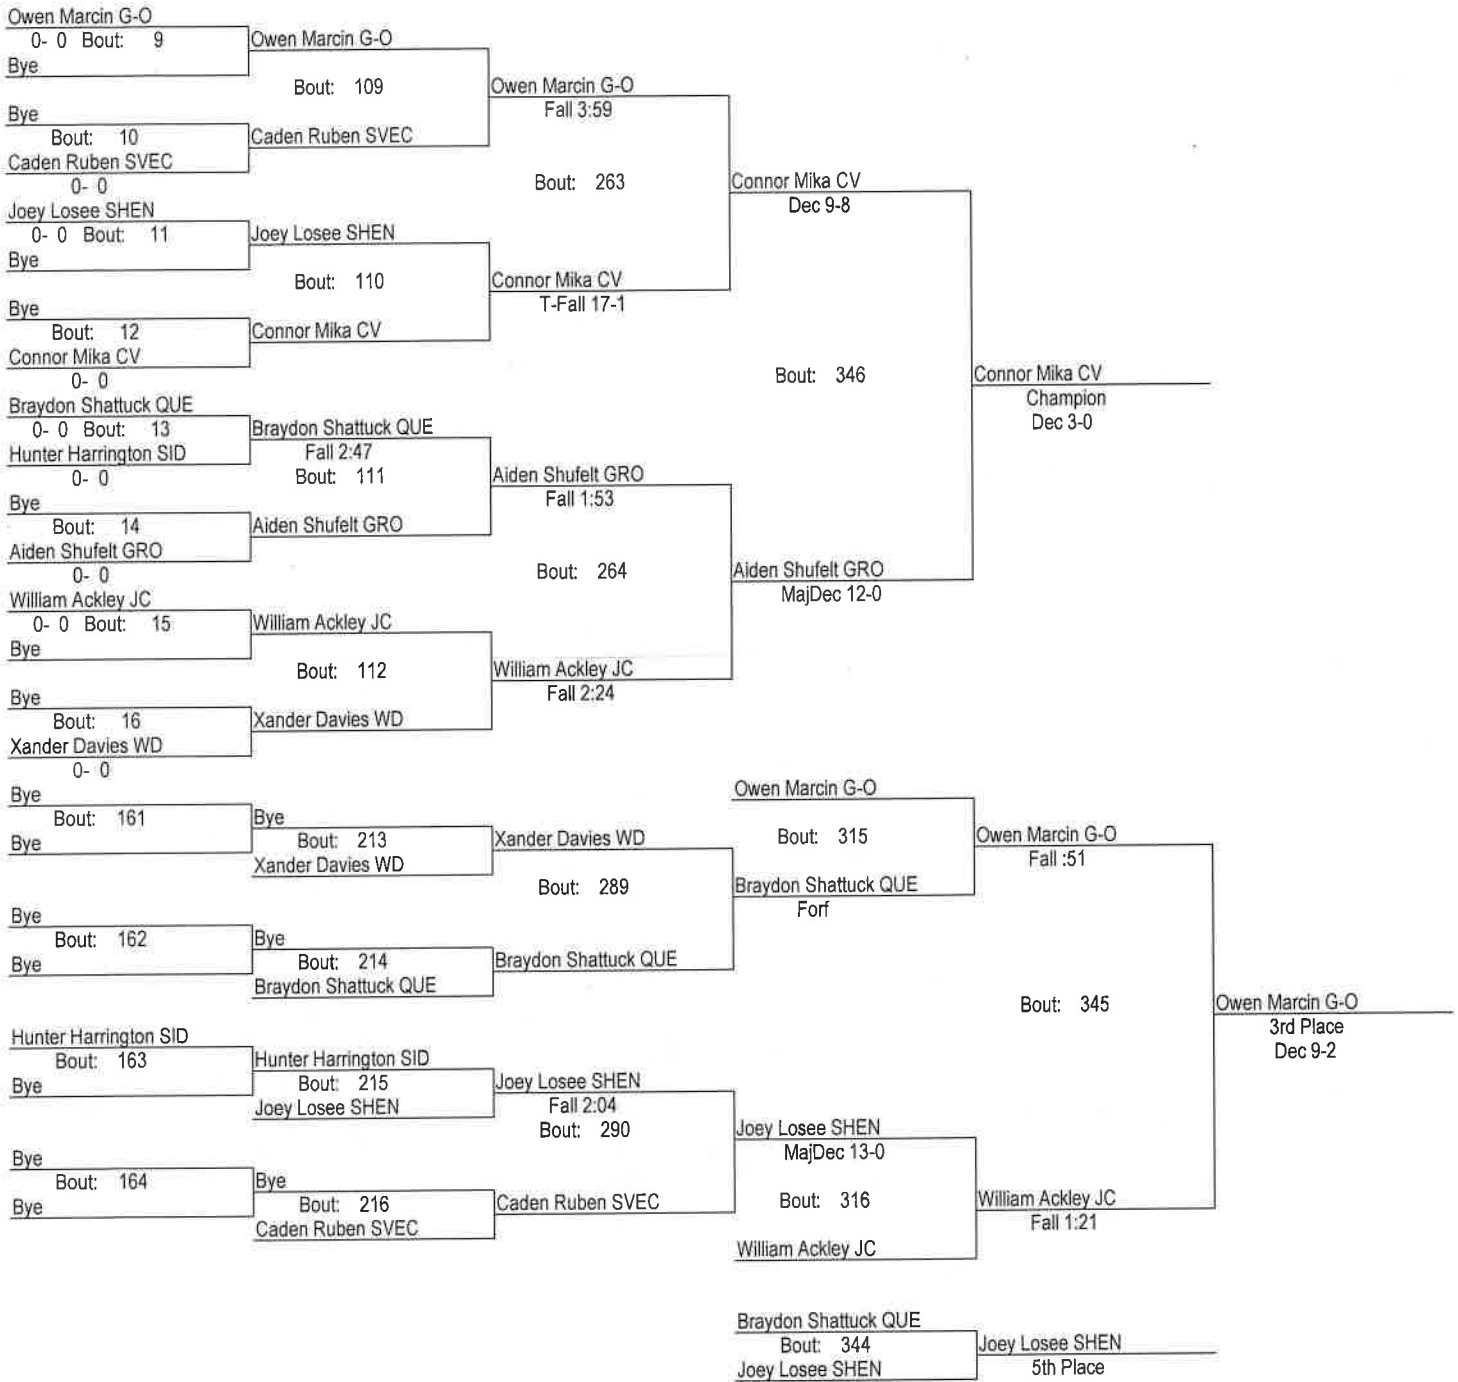 Owen Marcin G-O
0- 0 Bout: 9
Bye
Owen Marcin G-O
Bout: 109
Bye
Bout: 10
Caden Ruben SVEC
0- 0
Caden Ruben SVEC
Owen Marcin G-O
Fall 3:59
Bout: 263
Joey Losee SHEN
0- 0 Bout: 11
Bye
Joey Losee SHEN
Bout: 110
Bye
Bout: 12
Connor Mika CV
0- 0
Connor Mika CV
Connor Mika CV
T-Fall 17-1
Connor Mika CV
Dec 9-8
Bout: 346
Connor Mika CV
Champion
Dec 3-0
Braydon Shattuck QUE
0- 0 Bout: 13
Hunter Harrington SID
0- 0
Braydon Shattuck QUE
Fall 2:47
Bout: 111
Bye
Bout: 14
Aiden Shufelt GRO
0- 0
Aiden Shufelt GRO
Aiden Shufelt GRO
Fall 1:53
Bout: 264
Aiden Shufelt GRO
MajDec 12-0
William Ackley JC
0- 0 Bout: 15
Bye
William Ackley JC
Bout: 112
Bye
Bout: 16
Xander Davies WD
0- 0
Xander Davies WD
William Ackley JC
Fall 2:24
Bye
Bout: 161
Bye
Bye
Bout: 213
Xander Davies WD
Xander Davies WD
Bout: 289
Bye
Bout: 162
Bye
Bye
Bout: 214
Braydon Shattuck QUE
Braydon Shattuck QUE
Owen Marcin G-O
Bout: 315
Braydon Shattuck QUE
Forf
Owen Marcin G-O
Fall :51
Bout: 345
Owen Marcin G-O
3rd Place
Dec 9-2
Hunter Harrington SID
Bout: 163
Bye
Hunter Harrington SID
Bout: 215
Joey Losee SHEN
Joey Losee SHEN
Fall 2:04
Bout: 290
Bye
Bout: 164
Bye
Bye
Bout: 216
Caden Ruben SVEC
Caden Ruben SVEC
Joey Losee SHEN
MajDec 13-0
Bout: 316
William Ackley JC
William Ackley JC
Fall 1:21
Braydon Shattuck QUE
Bout: 344
Joey Losee SHEN
Joey Losee SHEN
5th Place